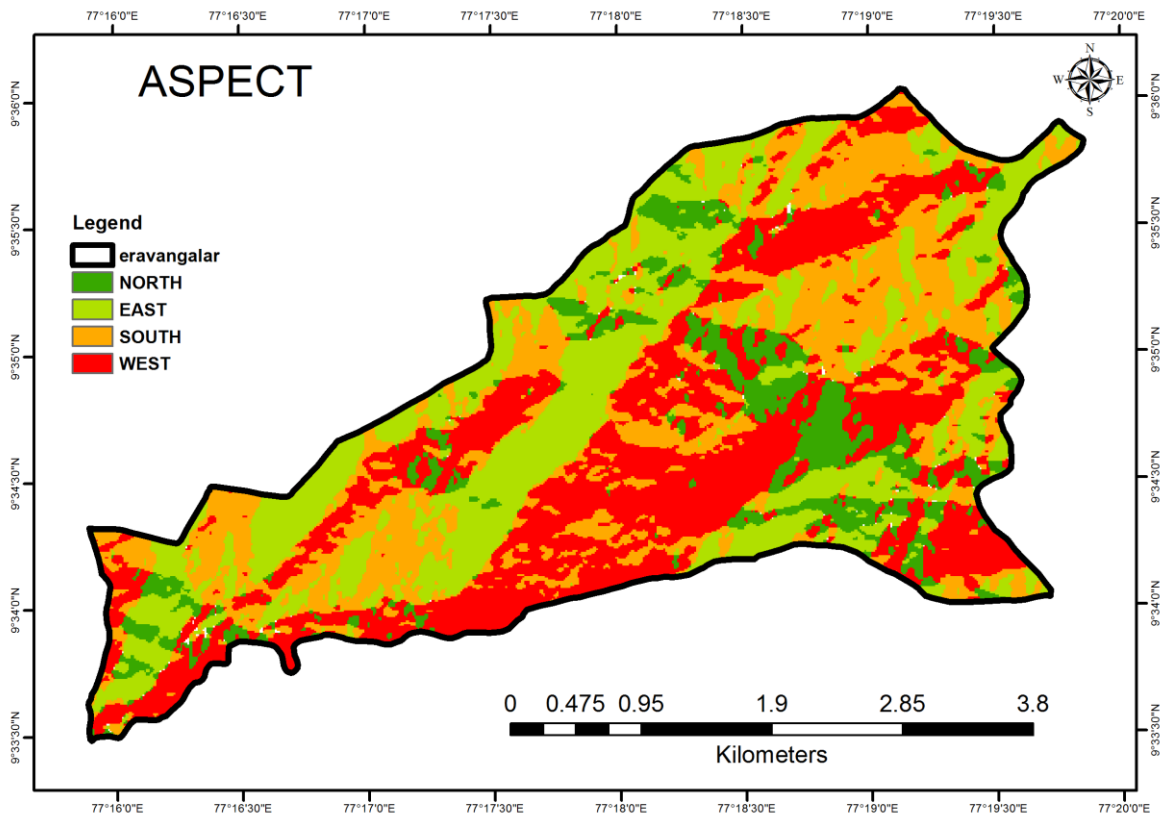 77°16'0"E 77°16'30"E 77°17'0"E 77°17'30"E 77°18'0"E 77°18'30"E 77°19'0"E 77°19'30"E 77°20'0"E
ASPECT
N
W E
S
9°36'0"N 9°36'0"N
9°35'30"N 9°35'30"N
Legend
eravangalar
NORTH
EAST
SOUTH
WEST
9°35'0"N 9°35'0"N
9°34'30"N 9°34'30"N
9°34'0"N 9°34'0"N
0 0.475 0.95 1.9 2.85 3.8
Kilometers
9°33'30"N 9°33'30"N
77°16'0"E 77°16'30"E 77°17'0"E 77°17'30"E 77°18'0"E 77°18'30"E 77°19'0"E 77°19'30"E 77°20'0"E